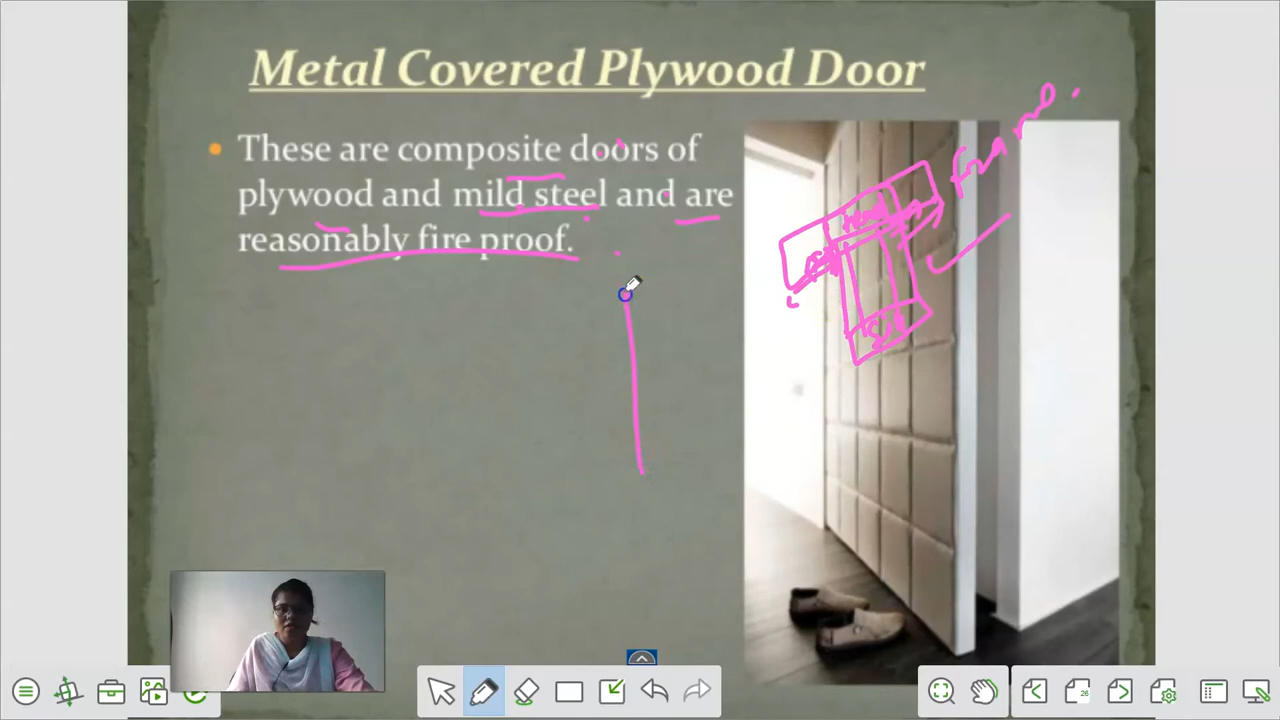 Metal Covered Plywood Door
These are composite doors of
plywood and mild steel and are
reasonably fire proof.
frame.
26